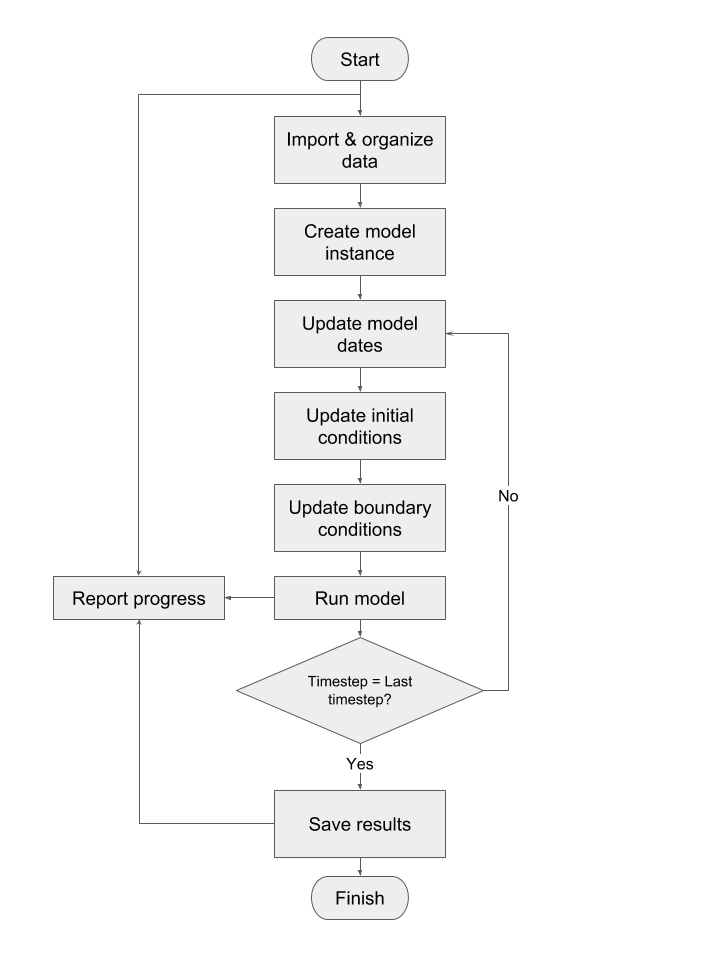 Start
Import & organize
data
Create model
instance
Update model
dates
Update initial
conditions
Update boundary
conditions
No
Report progress
Run model
Timestep = Last
timestep?
Yes
Save results
Finish